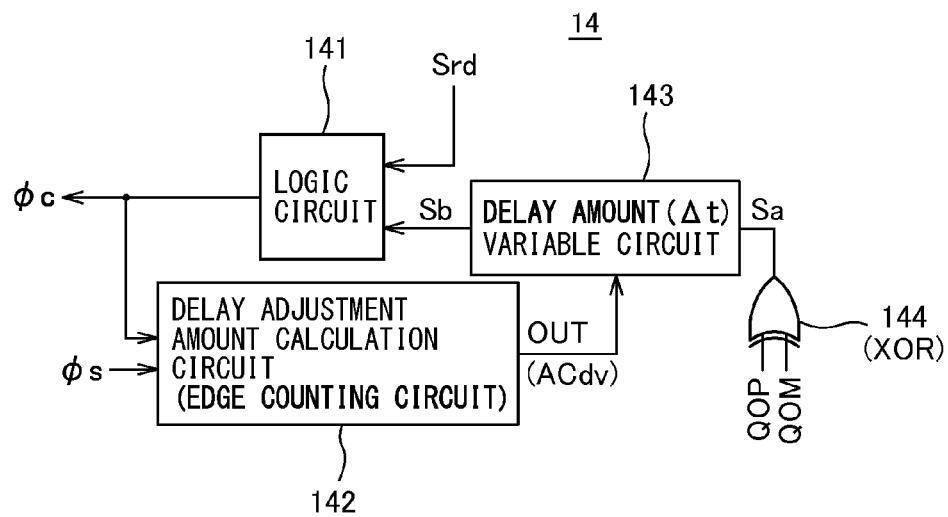 14
141
Srd
143
LOGIC
CIRCUIT
ϕc
Sb
DELAY AMOUNT(Δt)
VARIABLE CIRCUIT
Sa
DELAY ADJUSTMENT
AMOUNT CALCULATION
CIRCUIT
(EDGE COUNTING CIRCUIT)
ϕs
OUT
(ACdv)
144
(XOR)
QOP
QOM
142